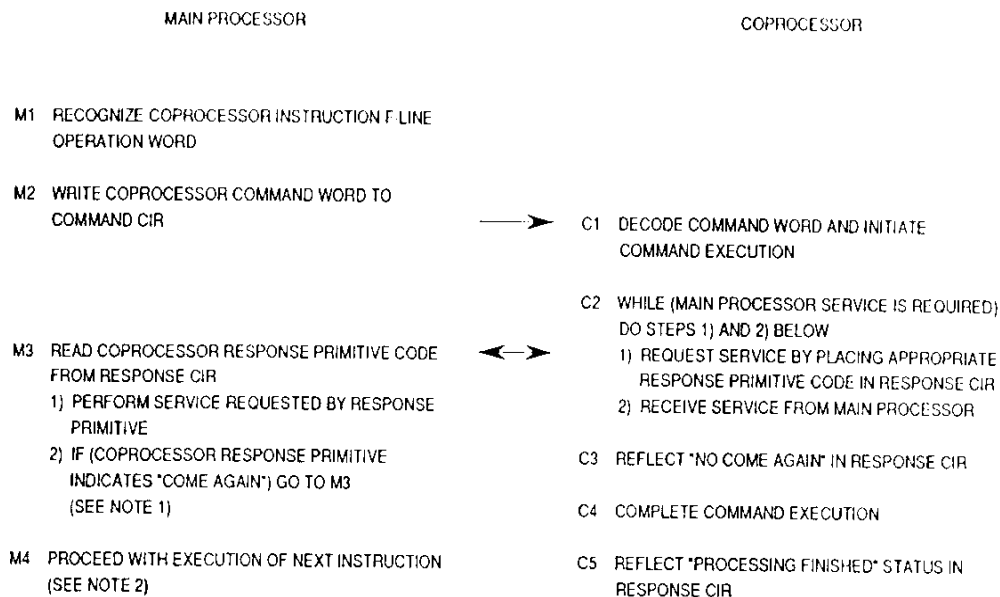 MAIN PROCESSOR
COPROCESSOR
M1 RECOGNIZE COPROCESSOR INSTRUCTION F-LINE
OPERATION WORD
M2 WRITE COPROCESSOR COMMAND WORD TO
COMMAND CIR
C1 DECODE COMMAND WORD AND INITIATE
COMMAND EXECUTION
C2 WHILE (MAIN PROCESSOR SERVICE IS REQUIRED)
DO STEPS 1) AND 2) BELOW
1) REQUEST SERVICE BY PLACING APPROPRIATE
RESPONSE PRIMITIVE CODE IN RESPONSE CIR
2) RECEIVE SERVICE FROM MAIN PROCESSOR
M3 READ COPROCESSOR RESPONSE PRIMITIVE CODE
FROM RESPONSE CIR
1) PERFORM SERVICE REQUESTED BY RESPONSE
PRIMITIVE
2) IF (COPROCESSOR RESPONSE PRIMITIVE
INDICATES "COME AGAIN") GO TO M3
(SEE NOTE 1)
C3 REFLECT "NO COME AGAIN" IN RESPONSE CIR
C4 COMPLETE COMMAND EXECUTION
M4 PROCEED WITH EXECUTION OF NEXT INSTRUCTION
(SEE NOTE 2)
C5 REFLECT "PROCESSING FINISHED" STATUS IN
RESPONSE CIR